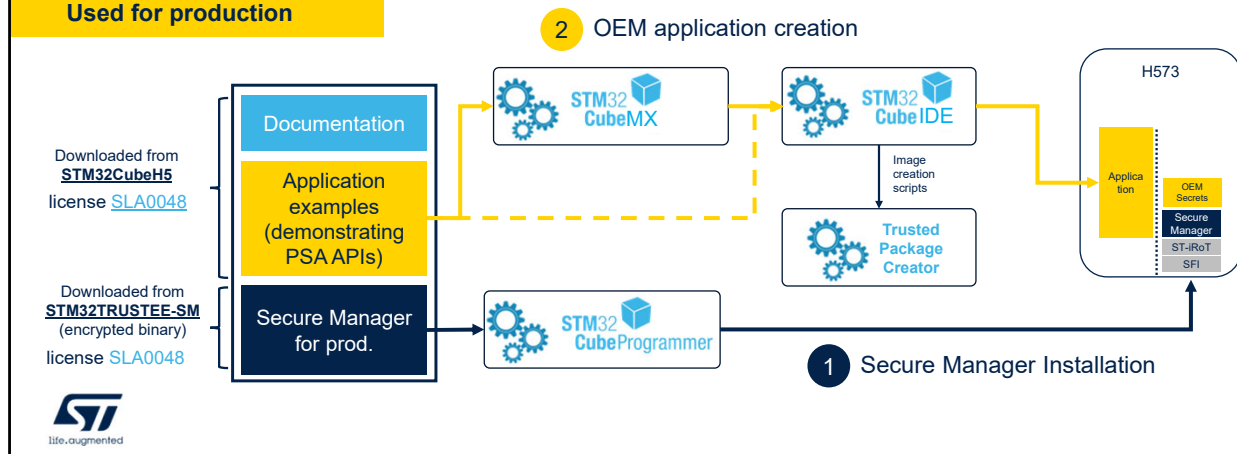 Used for production
2 OEM application creation
Downloaded from
STM32CubeH5
license SLA0048
Documentation
Application
examples
(demonstrating
PSA APIs)
STM32
CubeMX
STM32
CubeIDE
Image
creation
scripts
Trusted
Package
Creator
H573
Applica
tion
OEM
Secrets
Secure
Manager
ST-iRoT
SFI
Downloaded from
STM32TRUSTEE-SM
(encrypted binary)
license SLA0048
Secure Manager
for prod.
STM32
CubeProgrammer
1 Secure Manager Installation
ST
life.augmented